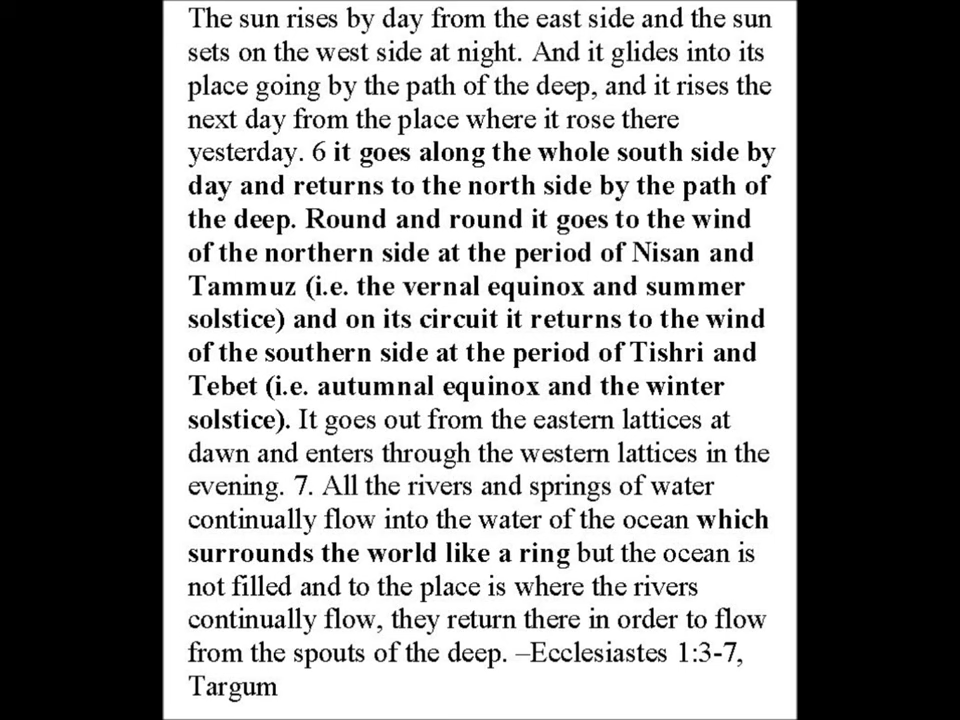 The sun rises by day from the east side and the sun
sets on the west side at night. And it glides into its
place going by the path of the deep, and it rises the
next day from the place where it rose there
yesterday. 6 it goes along the whole south side by
day and returns to the north side by the path of
the deep. Round and round it goes to the wind
of the northern side at the period of Nisan and
Tammuz (i.e. the vernal equinox and summer
solstice) and on its circuit it returns to the wind
of the southern side at the period of Tishri and
Tebet (i.e. autumnal equinox and the winter
solstice). It goes out from the eastern lattices at
dawn and enters through the western lattices in the
evening. 7. All the rivers and springs of water
continually flow into the water of the ocean which
surrounds the world like a ring but the ocean is
not filled and to the place is where the rivers
continually flow, they return there in order to flow
from the spouts of the deep. –Ecclesiastes 1:3-7,
Targum